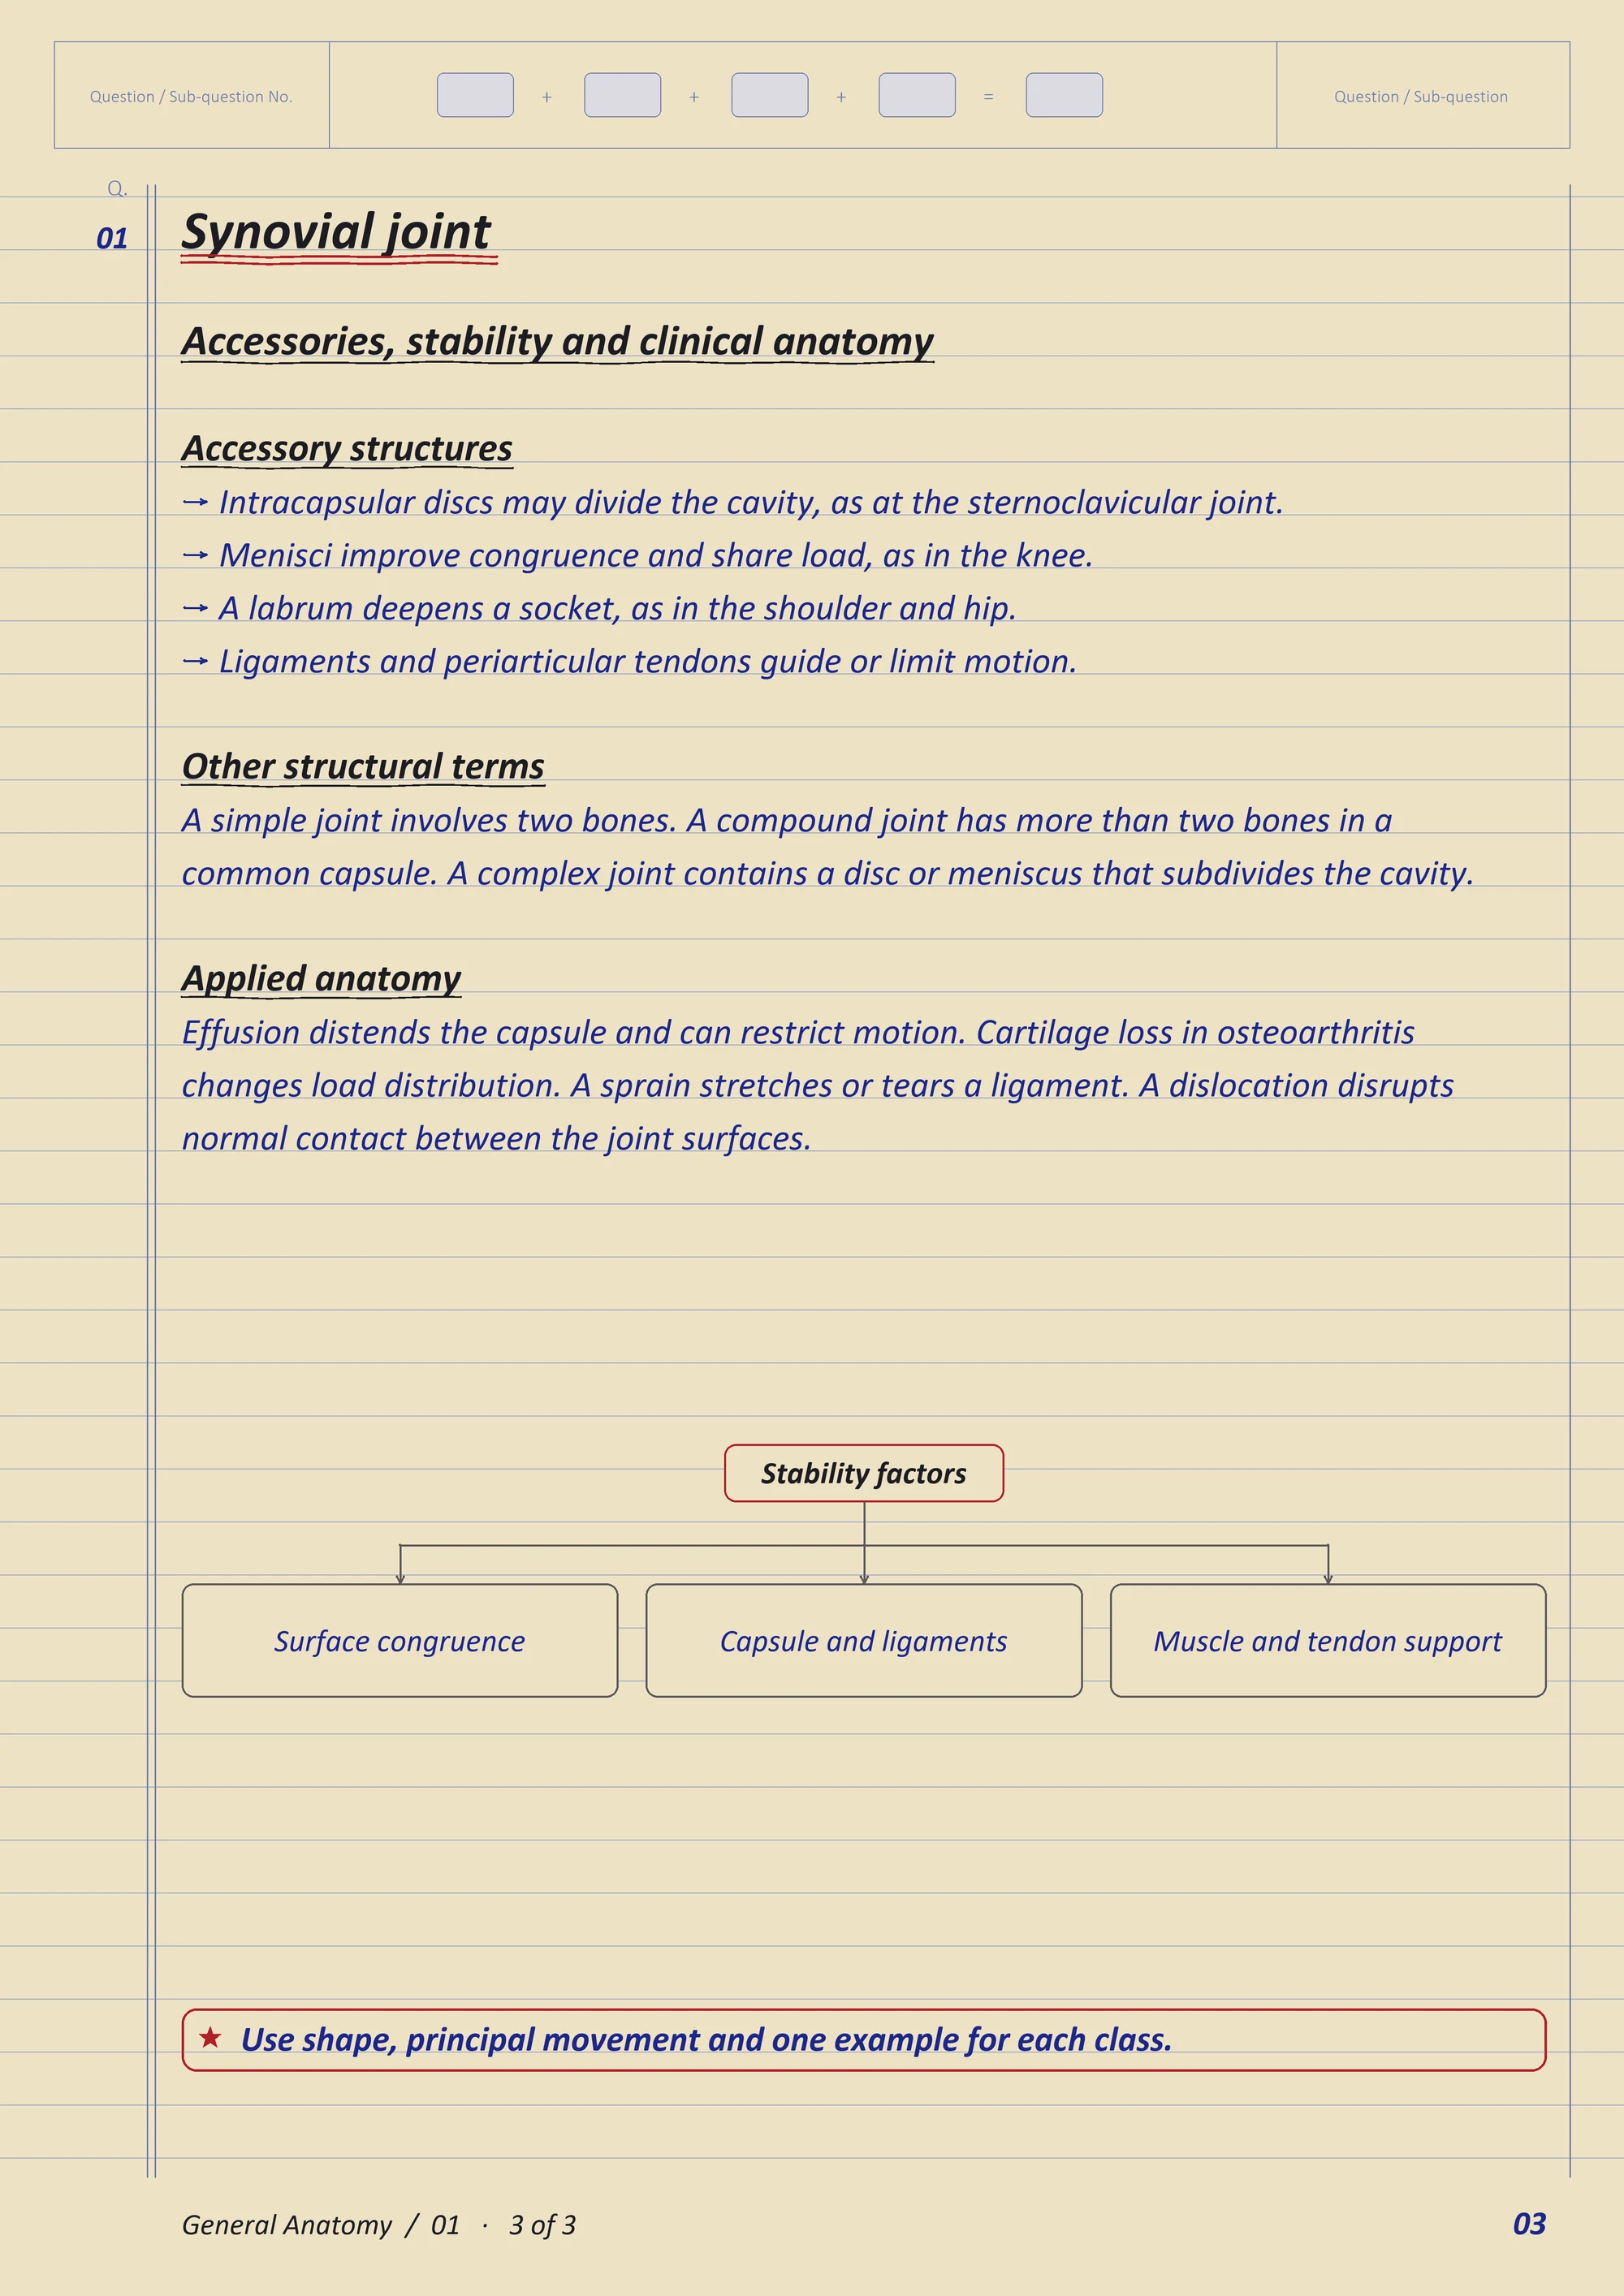 Question / Sub-question No.
+ + + =
Question / Sub-question
Q.
01
Synovial joint
Accessories, stability and clinical anatomy
Accessory structures
→ Intracapsular discs may divide the cavity, as at the sternoclavicular joint.
→ Menisci improve congruence and share load, as in the knee.
→ A labrum deepens a socket, as in the shoulder and hip.
→ Ligaments and periarticular tendons guide or limit motion.
Other structural terms
A simple joint involves two bones. A compound joint has more than two bones in a
common capsule. A complex joint contains a disc or meniscus that subdivides the cavity.
Applied anatomy
Effusion distends the capsule and can restrict motion. Cartilage loss in osteoarthritis
changes load distribution. A sprain stretches or tears a ligament. A dislocation disrupts
normal contact between the joint surfaces.
Stability factors
Surface congruence
Capsule and ligaments
Muscle and tendon support
★ Use shape, principal movement and one example for each class.
General Anatomy / 01 · 3 of 3
03